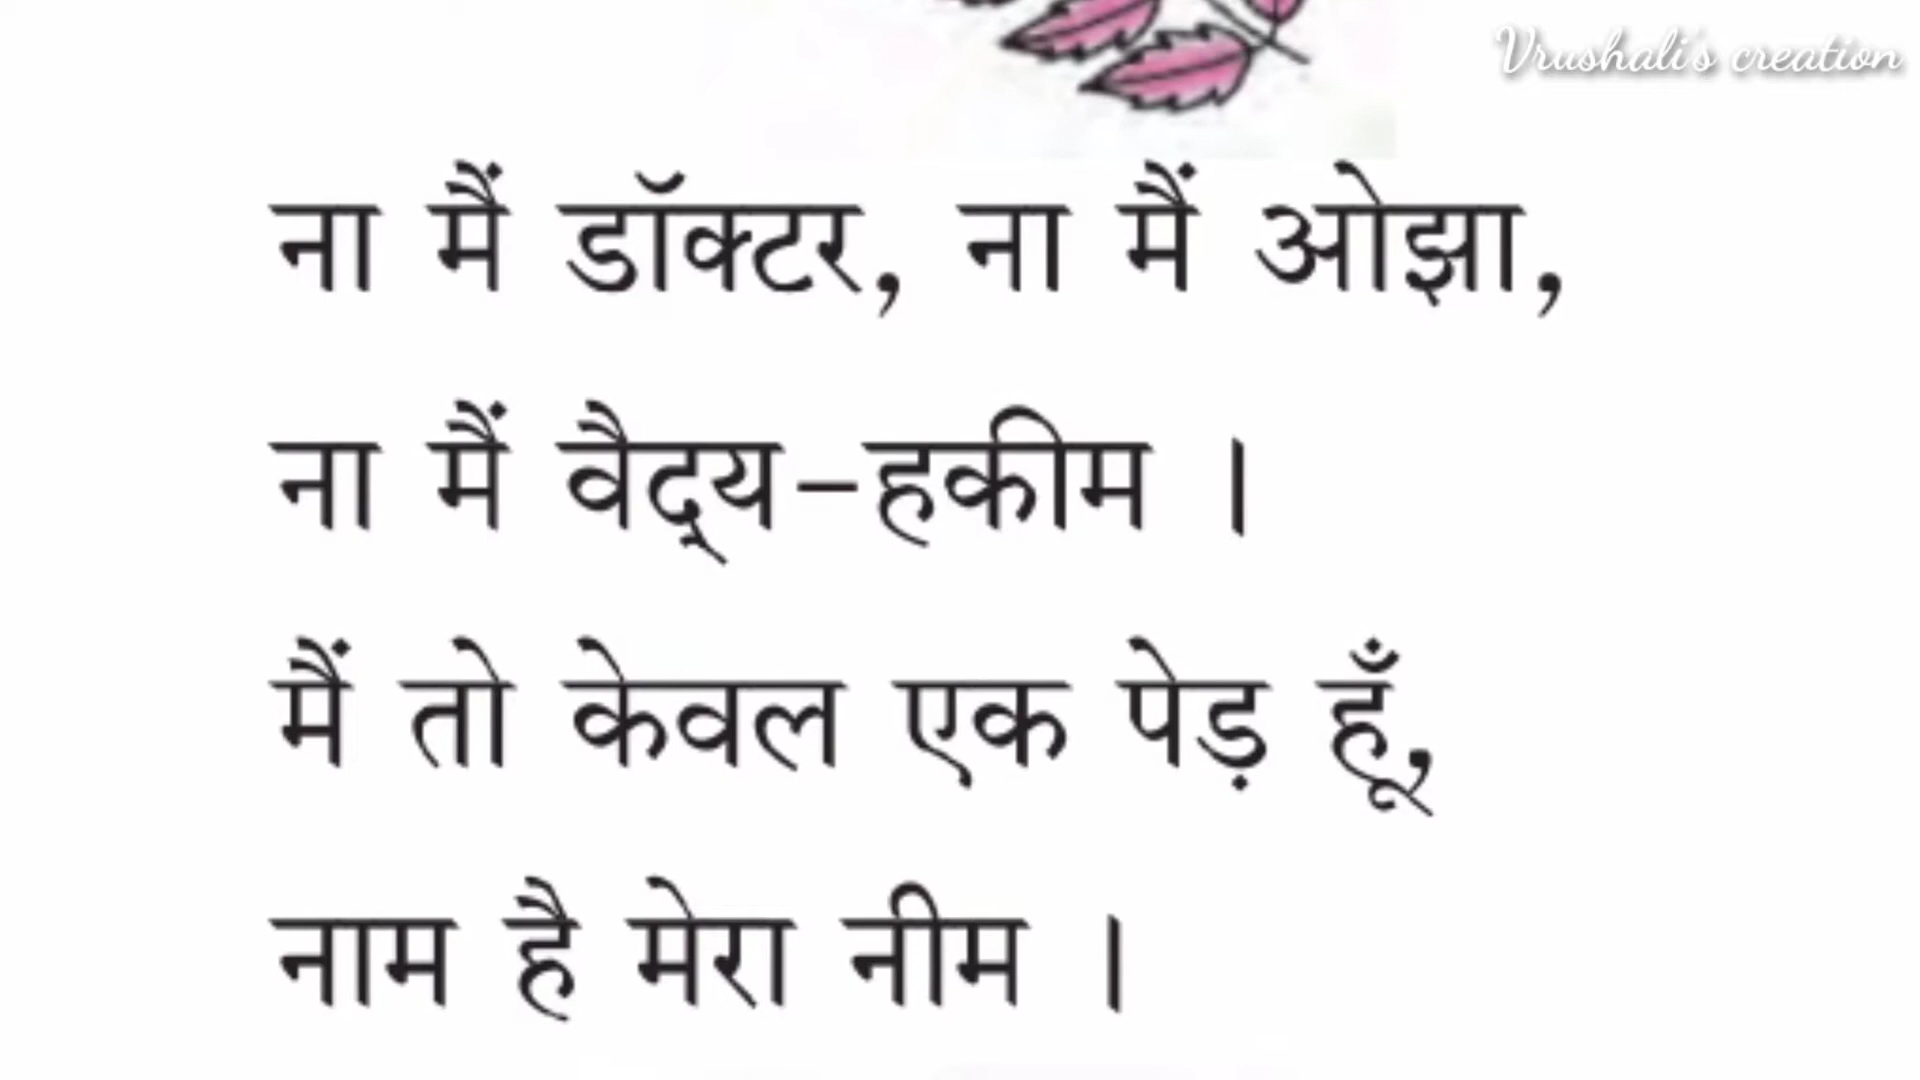 Vrushali's creation
ना मैं डॉक्टर, ना मैं ओझा,
ना मैं वैद्‌य-हकीम ।
मैं तो केवल एक पेड़ हूँ,
नाम है मेरा नीम ।